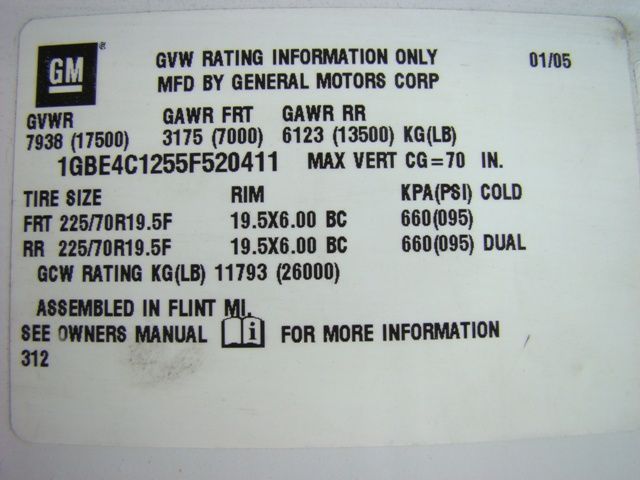 GM ® GVW RATING INFORMATION ONLY 01/05
MFD BY GENERAL MOTORS CORP
GVWR GAWR FRT GAWR RR
7938 (17500) 3175 (7000) 6123 (13500) KG(LB)
1GBE4C1255F520411 MAX VERT CG=70 IN.
TIRE SIZE RIM KPA(PSI) COLD
FRT 225/70R19.5F 19.5X6.00 BC 660(095)
RR 225/70R19.5F 19.5X6.00 BC 660(095) DUAL
GCW RATING KG(LB) 11793 (26000)
ASSEMBLED IN FLINT MI.
SEE OWNERS MANUAL i FOR MORE INFORMATION
312